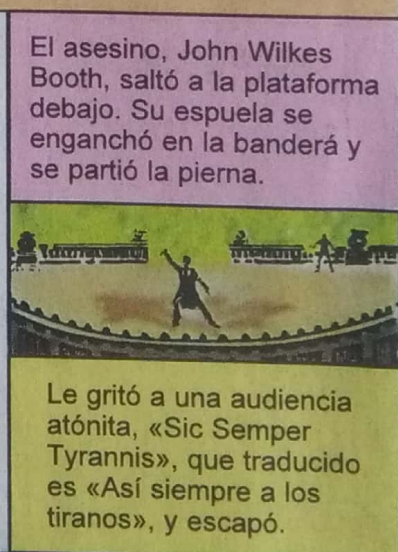 El asesino, John Wilkes
Booth, saltó a la plataforma
debajo. Su espuela se
enganchó en la banderá y
se partió la pierna.
Le gritó a una audiencia
atónita, «Sic Semper
Tyrannis», que traducido
es «Así siempre a los
tiranos», y escapó.